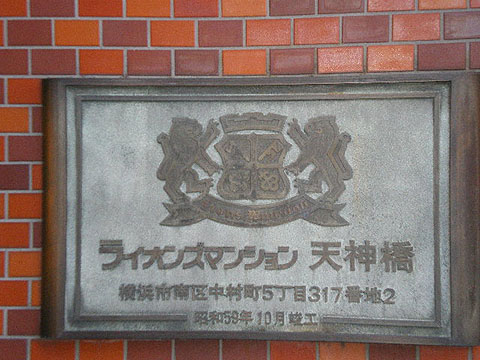 ライオンズマンション 天神橋
横浜市南区中村町5丁目317番地2
昭和59年10月竣工